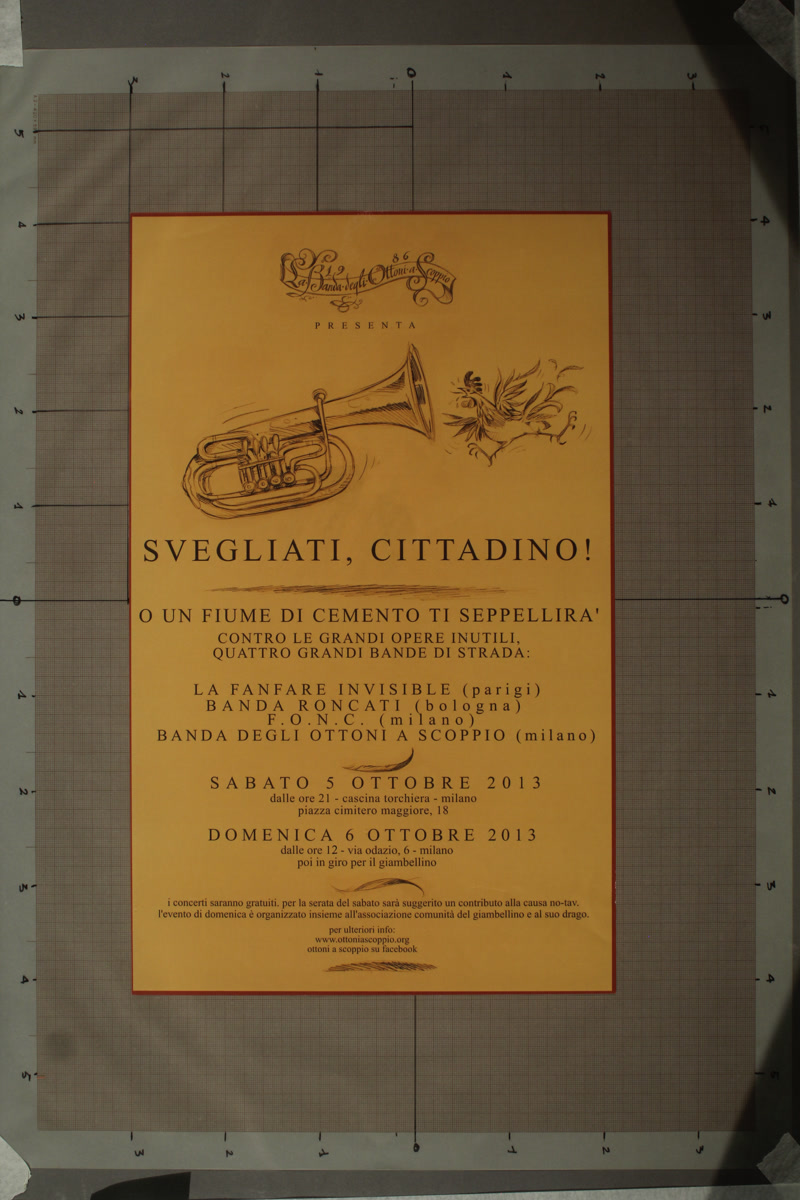 19 86
La Banda degli Ottoni a Scoppio
PRESENTA
SVEGLIATI, CITTADINO!
O UN FIUME DI CEMENTO TI SEPPELLIRA'
CONTRO LE GRANDI OPERE INUTILI,
QUATTRO GRANDI BANDE DI STRADA:
LA FANFARE INVISIBLE (parigi)
BANDA RONCATI (bologna)
F.O.N.C. (milano)
BANDA DEGLI OTTONI A SCOPPIO (milano)
SABATO 5 OTTOBRE 2013
dalle ore 21 - cascina torchiera - milano
piazza cimitero maggiore, 18
DOMENICA 6 OTTOBRE 2013
dalle ore 12 - via odazio, 6 - milano
poi in giro per il giambellino
i concerti saranno gratuiti. per la serata del sabato sarà suggerito un contributo alla causa no-tav.
l'evento di domenica è organizzato insieme all'associazione comunità del giambellino e al suo drago.
per ulteriori info:
www.ottoniascoppio.org
ottoni a scoppio su facebook